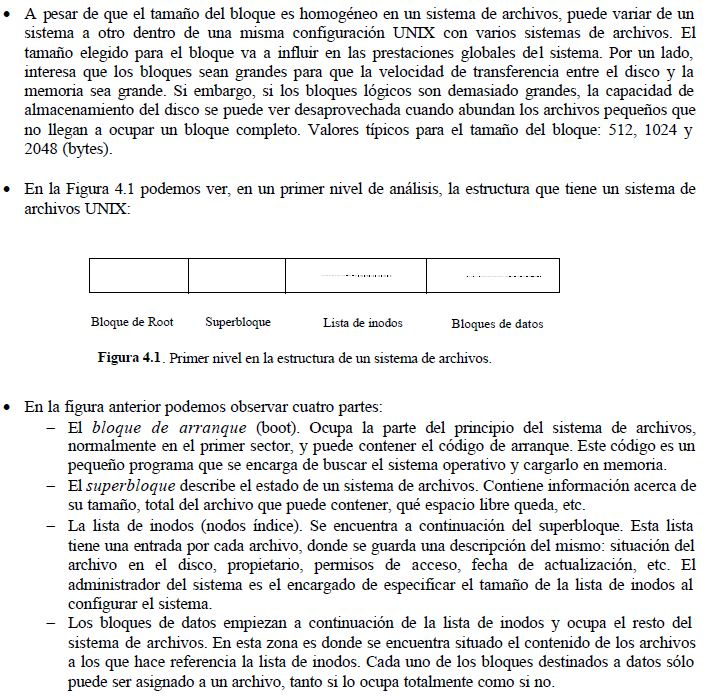 • A pesar de que el tamaño del bloque es homogéneo en un sistema de archivos, puede variar de un
sistema a otro dentro de una misma configuración UNIX con varios sistemas de archivos. El
tamaño elegido para el bloque va a influir en las prestaciones globales del sistema. Por un lado,
interesa que los bloques sean grandes para que la velocidad de transferencia entre el disco y la
memoria sea grande. Si embargo, si los bloques lógicos son demasiado grandes, la capacidad de
almacenamiento del disco se puede ver desaprovechada cuando abundan los archivos pequeños que
no llegan a ocupar un bloque completo. Valores típicos para el tamaño del bloque: 512, 1024 y
2048 (bytes).
• En la Figura 4.1 podemos ver, en un primer nivel de análisis, la estructura que tiene un sistema de
archivos UNIX:
Bloque de Root Superbloque Lista de inodos Bloques de datos
Figura 4.1. Primer nivel en la estructura de un sistema de archivos.
• En la figura anterior podemos observar cuatro partes:
– El bloque de arranque (boot). Ocupa la parte del principio del sistema de archivos,
normalmente en el primer sector, y puede contener el código de arranque. Este código es un
pequeño programa que se encarga de buscar el sistema operativo y cargarlo en memoria.
– El superbloque describe el estado de un sistema de archivos. Contiene información acerca de
su tamaño, total del archivo que puede contener, qué espacio libre queda, etc.
– La lista de inodos (nodos índice). Se encuentra a continuación del superbloque. Esta lista
tiene una entrada por cada archivo, donde se guarda una descripción del mismo: situación del
archivo en el disco, propietario, permisos de acceso, fecha de actualización, etc. El
administrador del sistema es el encargado de especificar el tamaño de la lista de inodos al
configurar el sistema.
– Los bloques de datos empiezan a continuación de la lista de inodos y ocupa el resto del
sistema de archivos. En esta zona es donde se encuentra situado el contenido de los archivos
a los que hace referencia la lista de inodos. Cada uno de los bloques destinados a datos sólo
puede ser asignado a un archivo, tanto si lo ocupa totalmente como si no.